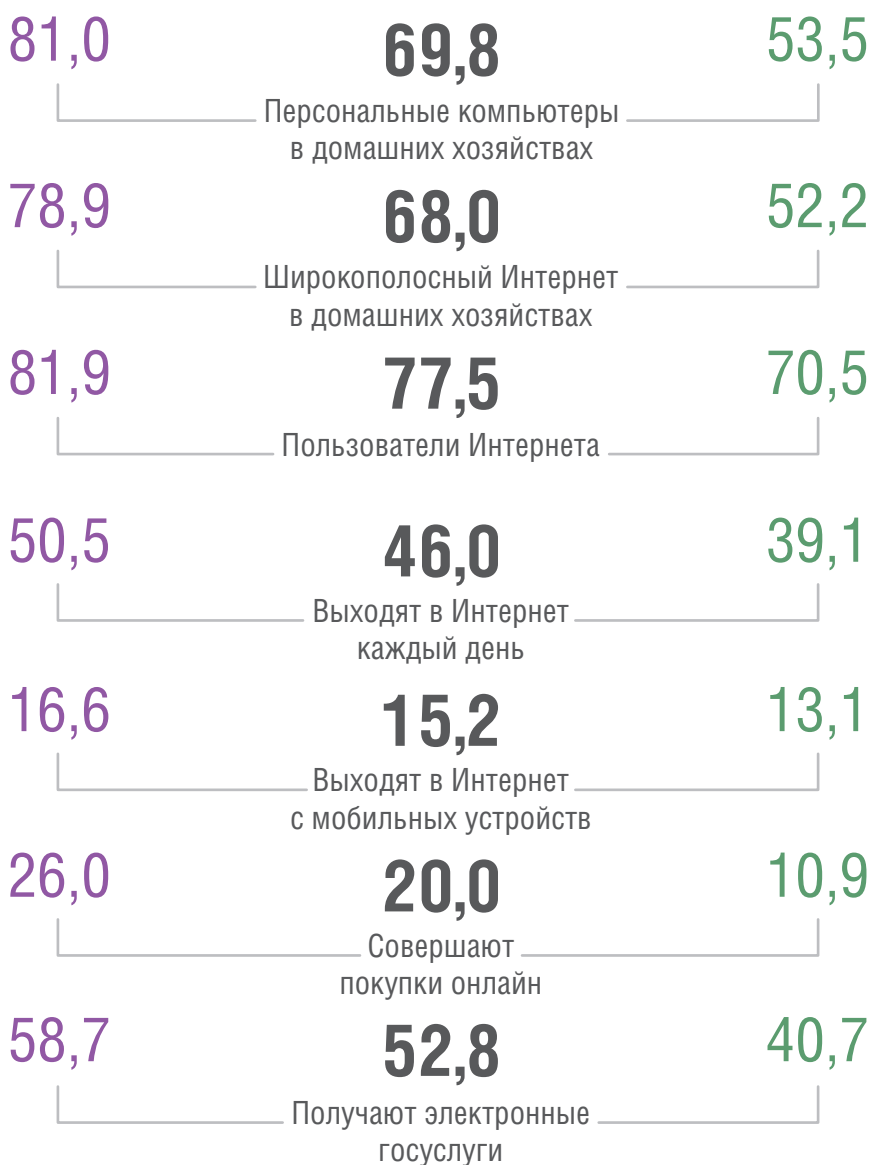 81,0 69,8 53,5
Персональные компьютеры
в домашних хозяйствах
78,9 68,0 52,2
Широкополосный Интернет
в домашних хозяйствах
81,9 77,5 70,5
Пользователи Интернета
50,5 46,0 39,1
Выходят в Интернет
каждый день
16,6 15,2 13,1
Выходят в Интернет
с мобильных устройств
26,0 20,0 10,9
Совершают
покупки онлайн
58,7 52,8 40,7
Получают электронные
госуслуги